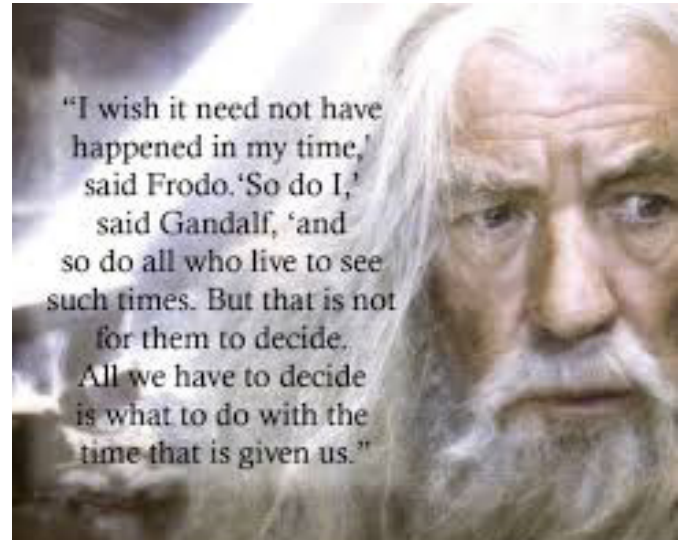 “I wish it need not have
happened in my time,’
said Frodo.‘So do I,’
said Gandalf, ‘and
so do all who live to see
such times. But that is not
for them to decide.
All we have to decide
is what to do with the
time that is given us.”